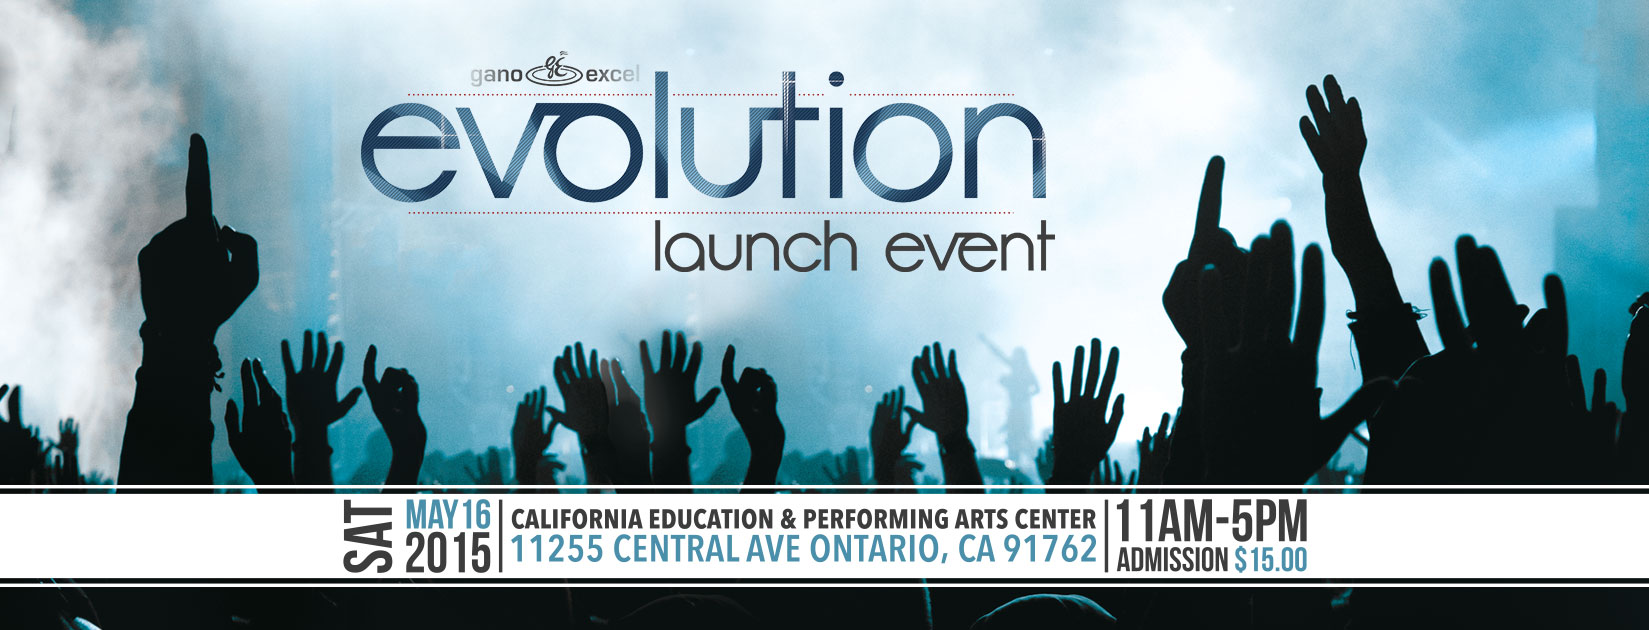 gano GE excel
evolution
launch event
SAT
MAY 16
2015
CALIFORNIA EDUCATION & PERFORMING ARTS CENTER
11255 CENTRAL AVE ONTARIO, CA 91762
11AM-5PM
ADMISSION $15.00